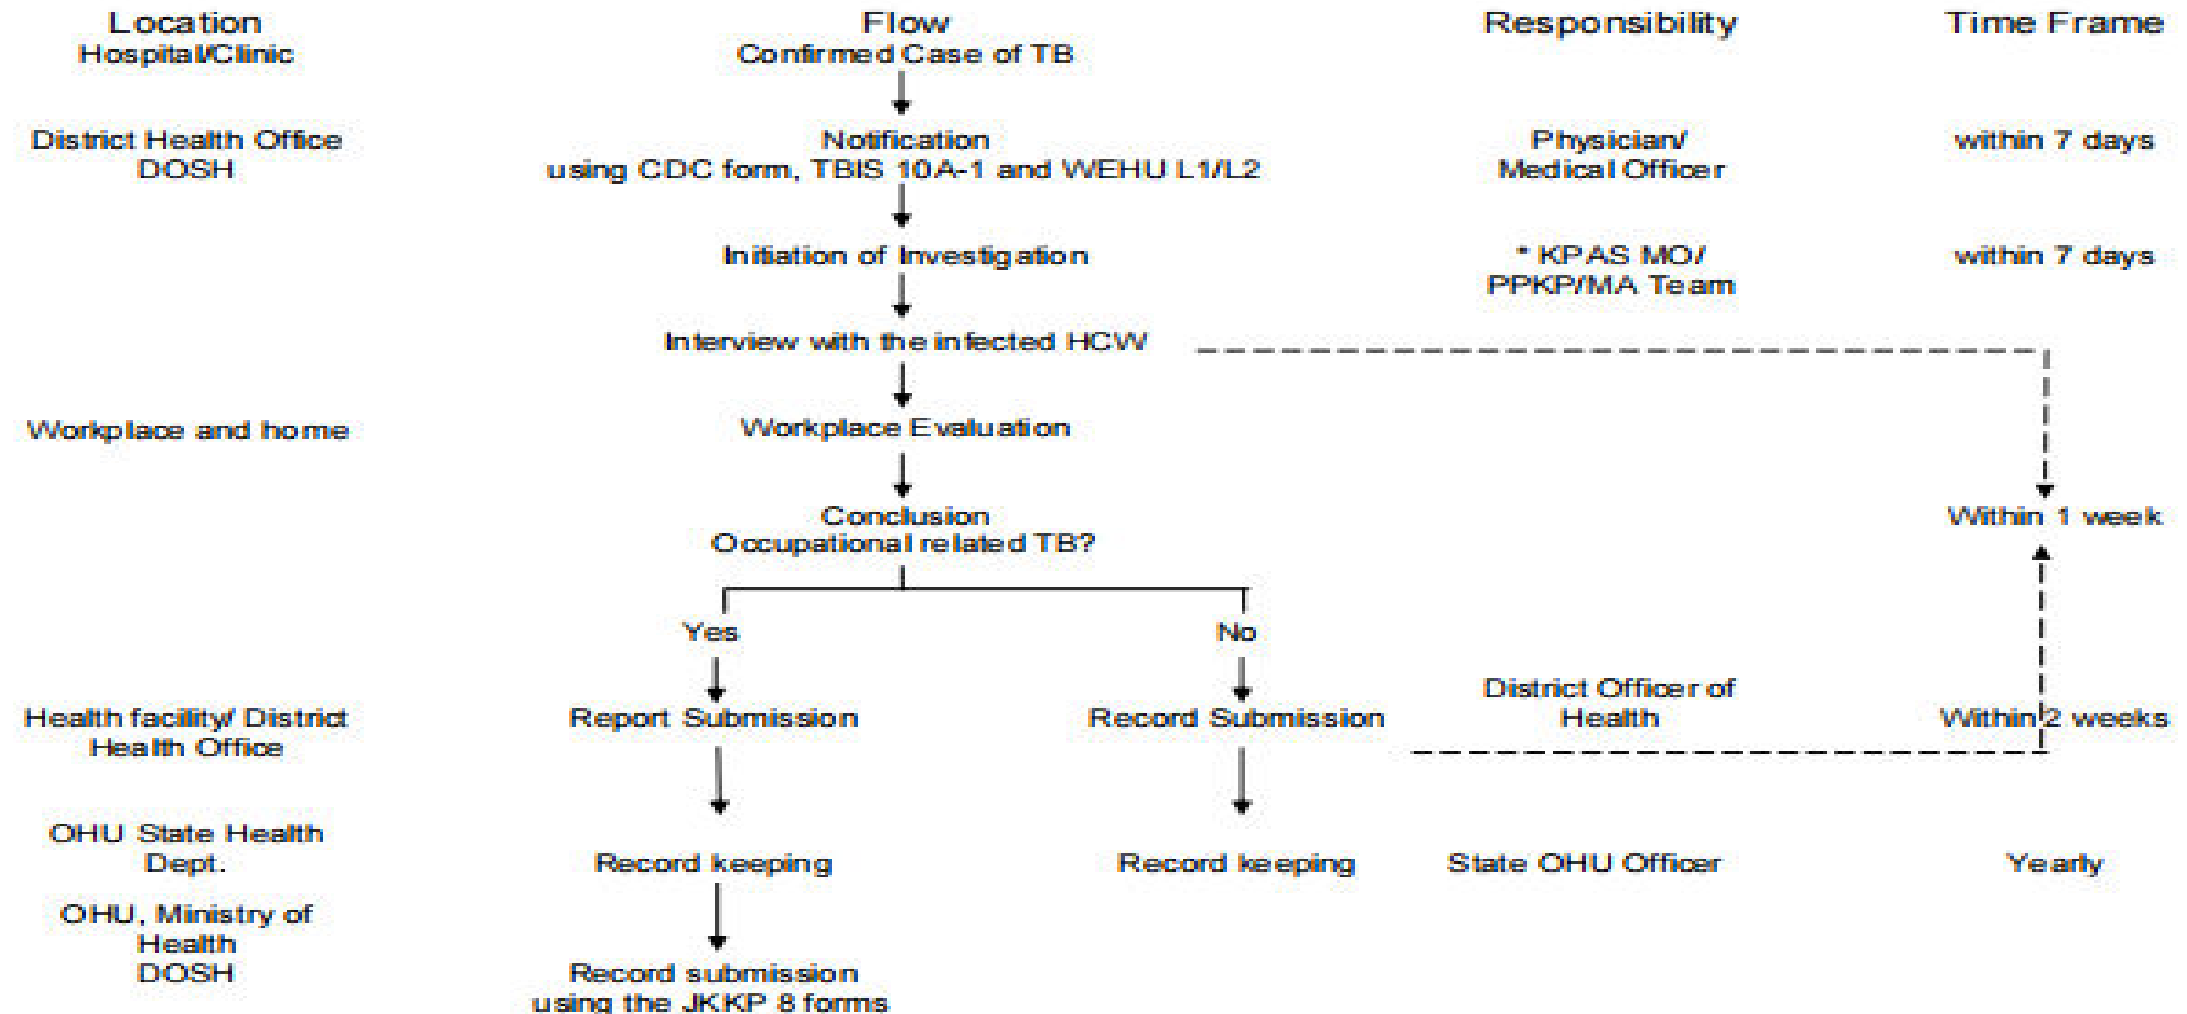 Location Flow Responsibility Time Frame
Hospital/Clinic Confirmed Case of TB
District Health Office Notification Physician/ within 7 days
DOSH using CDC form, TBIS 10A-1 and WEHU L1/L2 Medical Officer
Initiation of Investigation * KPAS MO/ within 7 days
PPKP/MA Team
Interview with the infected HCW
Workplace and home Workplace Evaluation
Conclusion Within 1 week
Occupational related TB?
Yes No
District Officer of
Health facility/ District Report Submission Record Submission Health Within 2 weeks
Health Office
OHU State Health
Dept. Record keeping Record keeping State OHU Officer Yearly
OHU, Ministry of
Health
DOSH Record submission
using the JKKP 8 forms